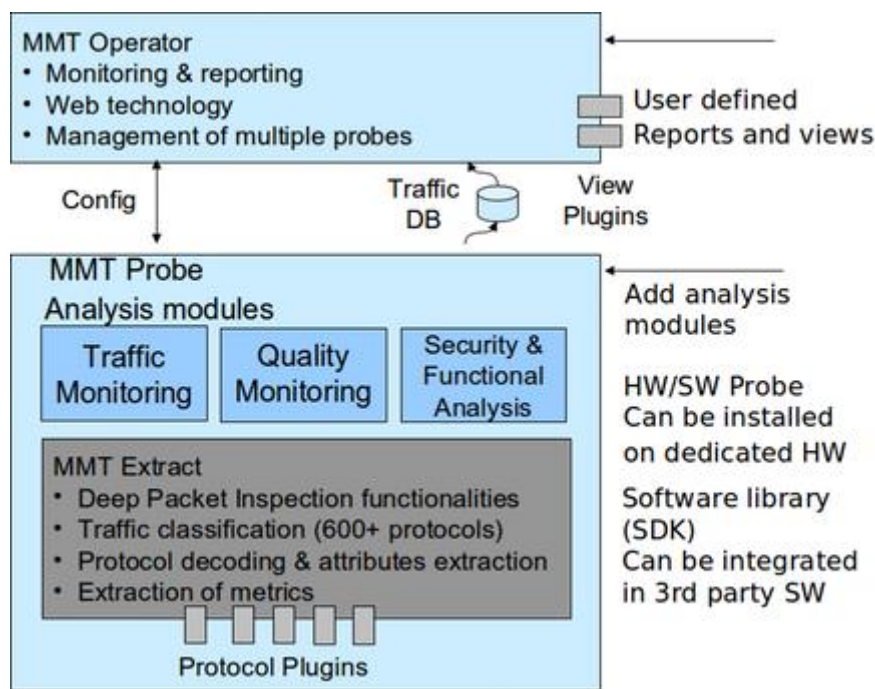 MMT Operator
• Monitoring & reporting
• Web technology
• Management of multiple probes
User defined
Reports and views
Config
Traffic
DB
View
Plugins
MMT Probe
Analysis modules
Traffic
Monitoring
Quality
Monitoring
Security &
Functional
Analysis
Add analysis
modules
HW/SW Probe
Can be installed
on dedicated HW
Software library
(SDK)
Can be integrated
in 3rd party SW
MMT Extract
• Deep Packet Inspection functionalities
• Traffic classification (600+ protocols)
• Protocol decoding & attributes extraction
• Extraction of metrics
Protocol Plugins